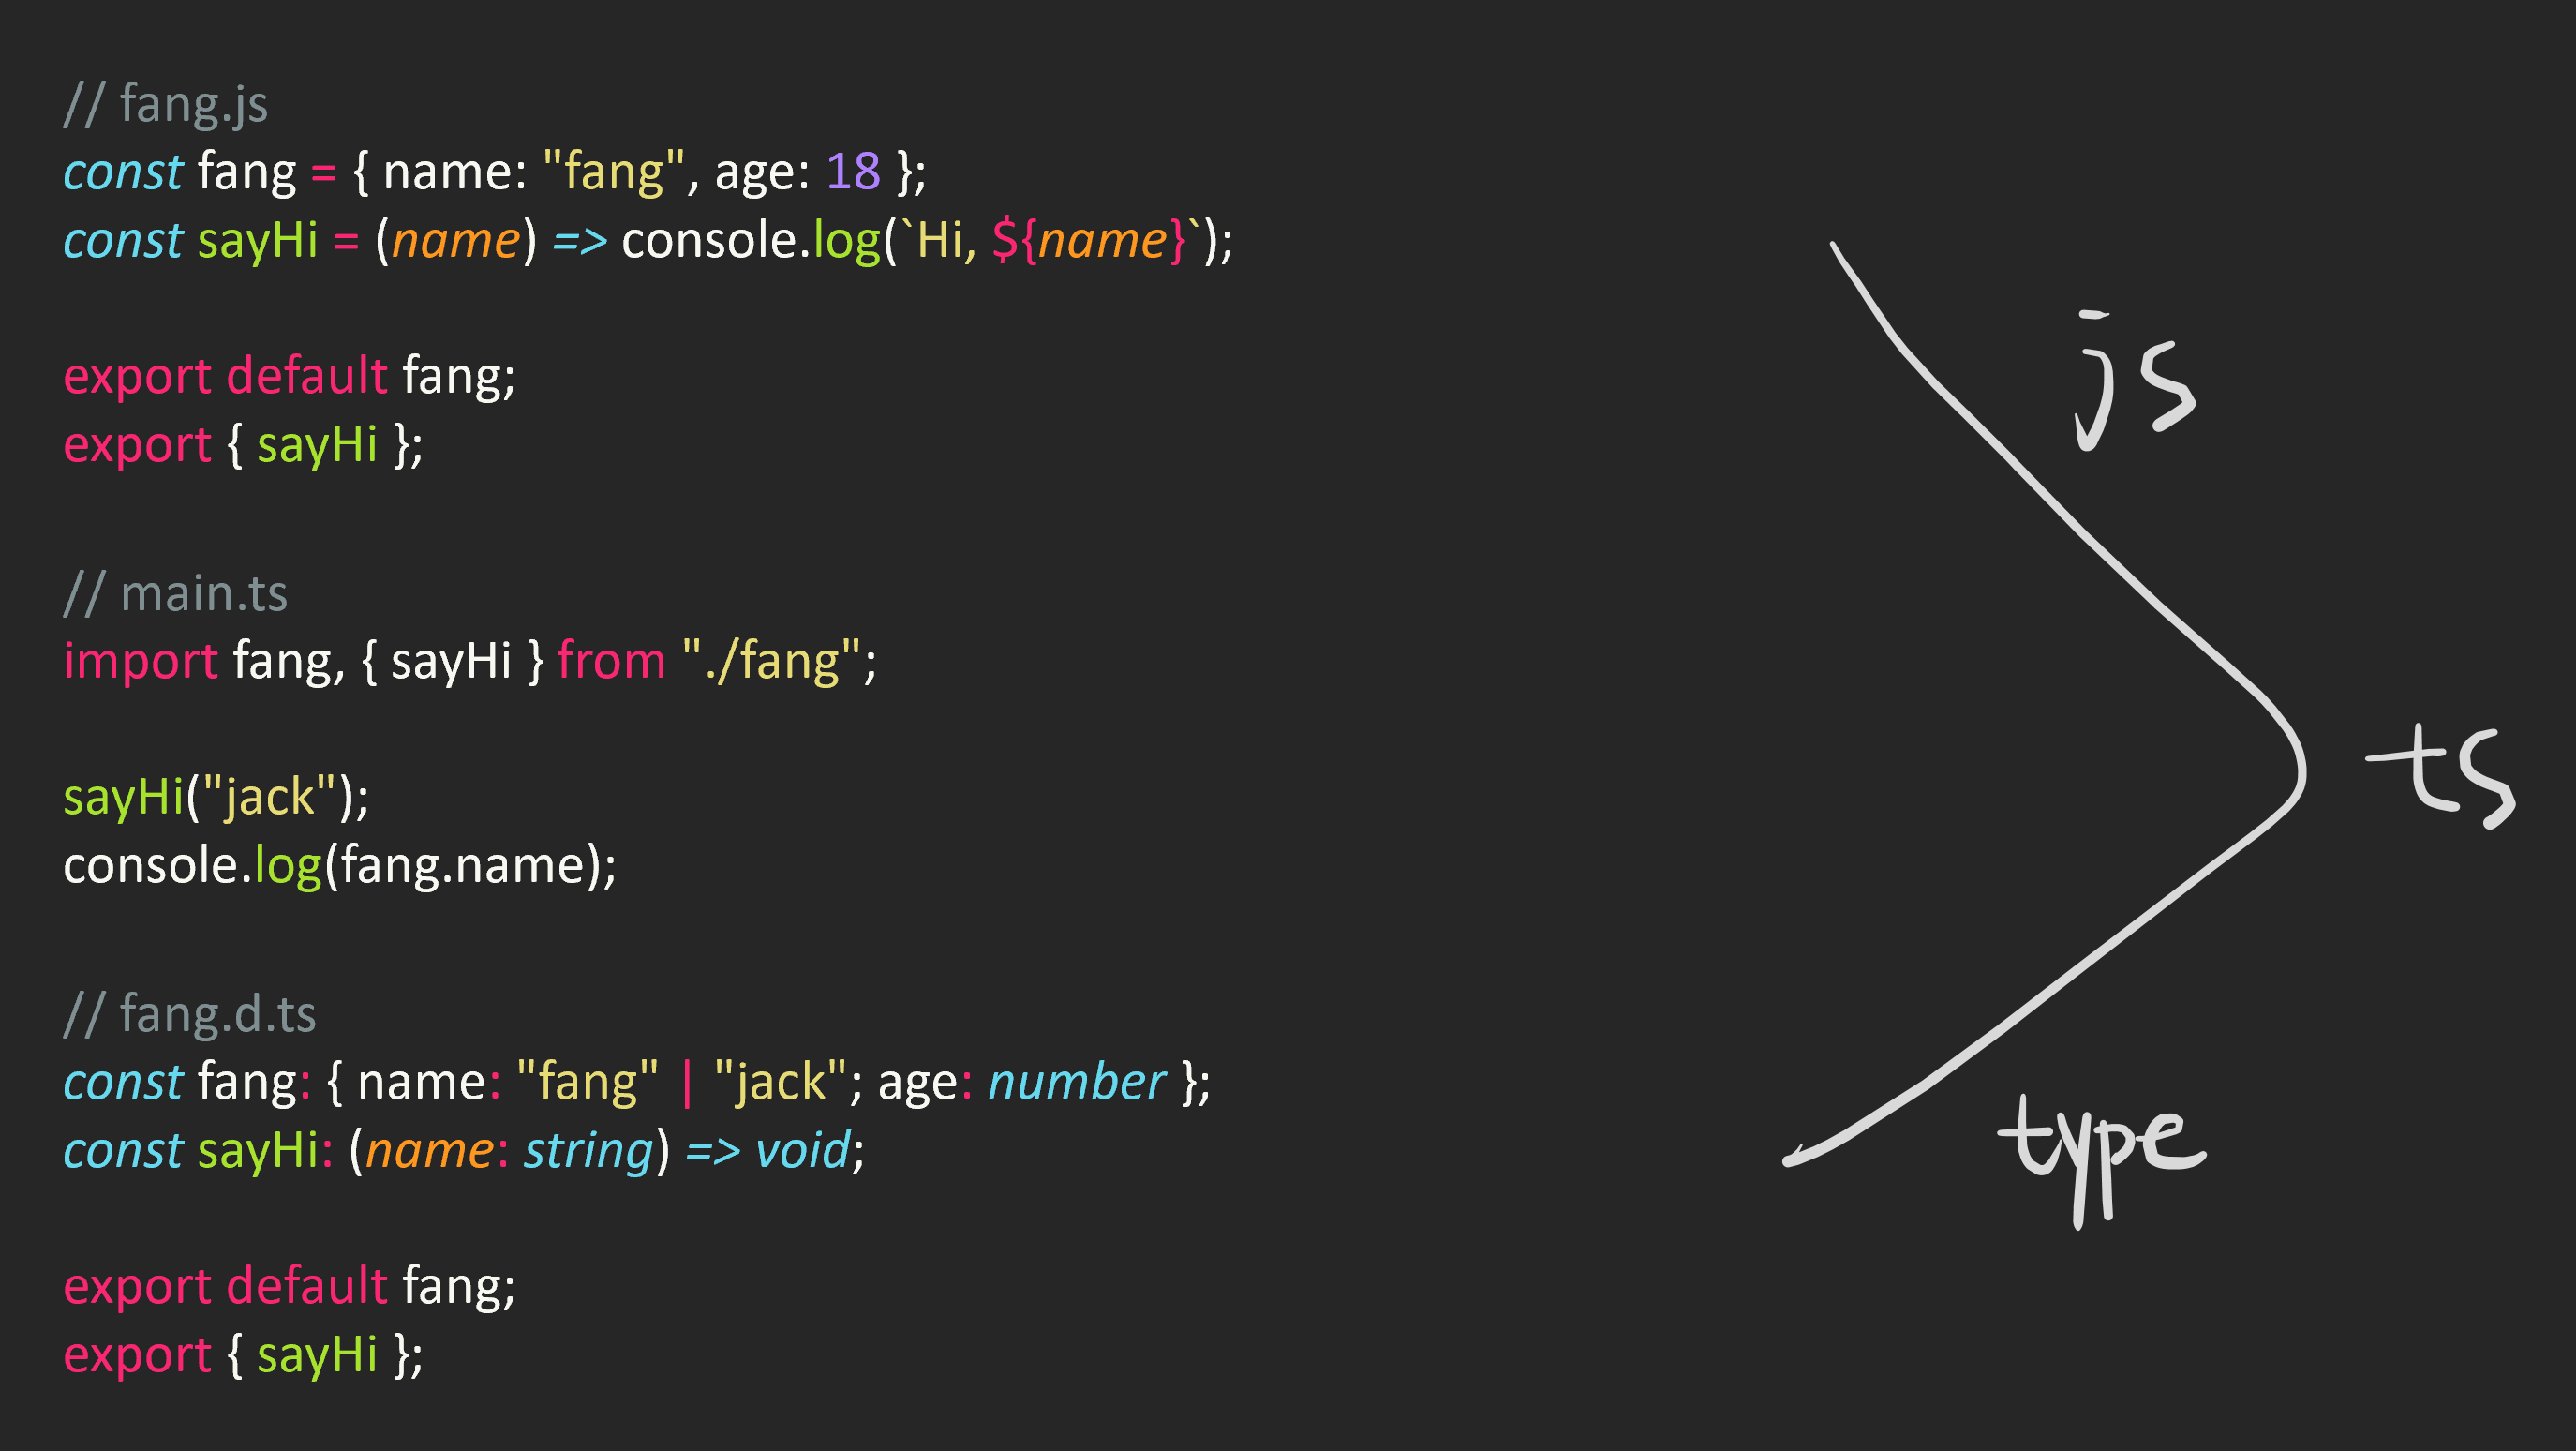 // fang.js
const fang = { name: "fang", age: 18 };
const sayHi = (name) => console.log(`Hi, ${name}`);
export default fang;
export { sayHi };
// main.ts
import fang, { sayHi } from "./fang";
sayHi("jack");
console.log(fang.name);
// fang.d.ts
const fang: { name: "fang" | "jack"; age: number };
const sayHi: (name: string) => void;
export default fang;
export { sayHi };
js
ts
type